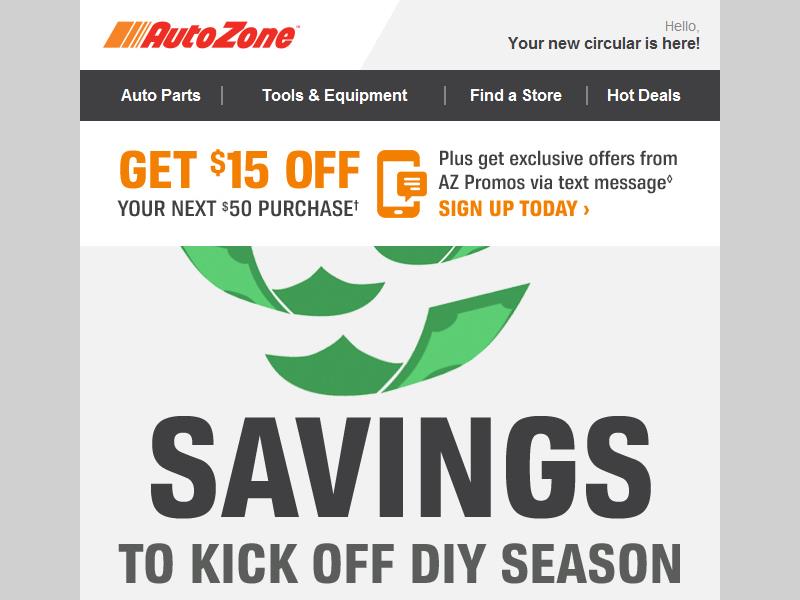 AutoZone™
Hello,
Your new circular is here!
Auto Parts | Tools & Equipment | Find a Store | Hot Deals
GET $15 OFF
YOUR NEXT $50 PURCHASE†
Plus get exclusive offers from
AZ Promos via text message◊
SIGN UP TODAY ›
SAVINGS
TO KICK OFF DIY SEASON